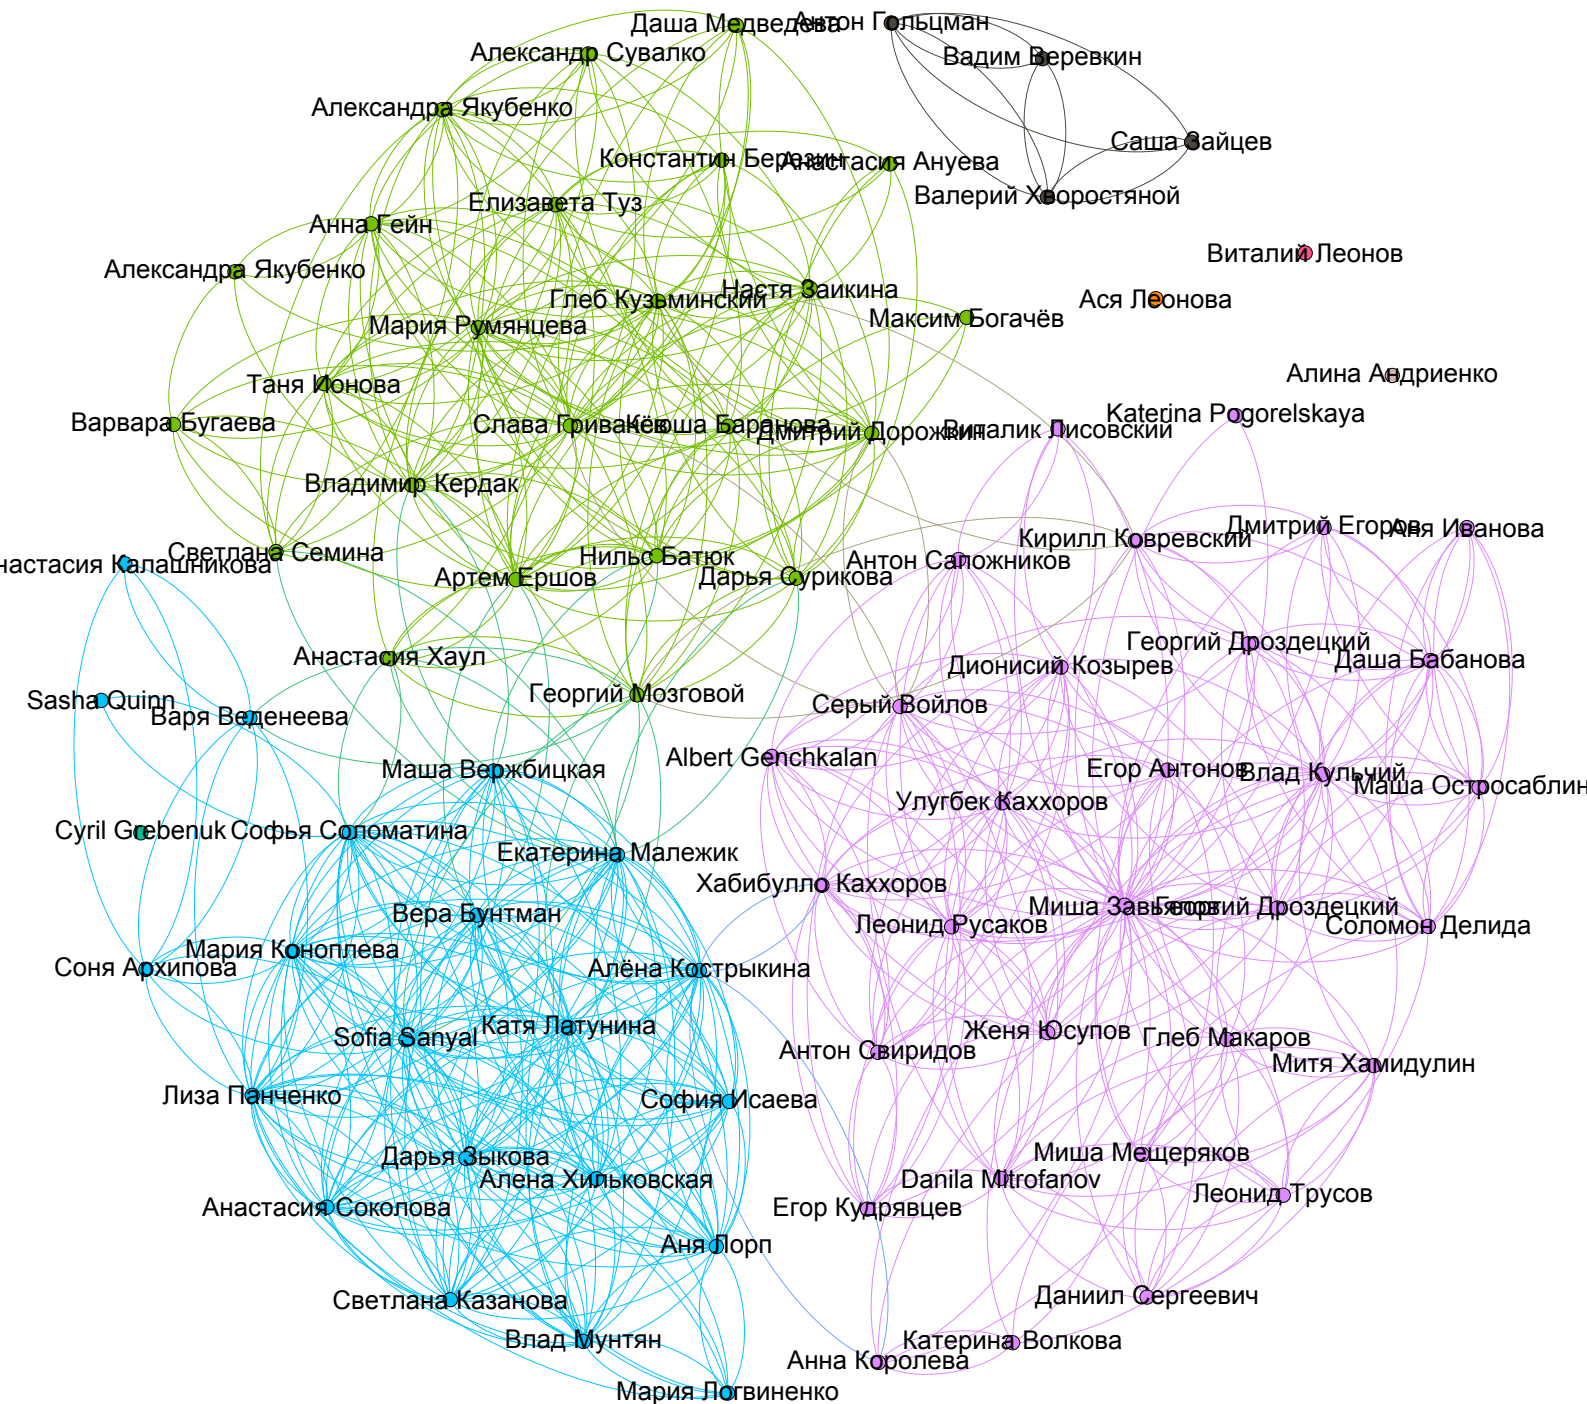 Даша Медведева
Антон Гольцман
Александр Сувалко
Вадим Веревкин
Александра Якубенко
Саша Зайцев
Константин Березин
Анастасия Ануева
Елизавета Туз
Валерий Хворостяной
Анна Гейн
Виталий Леонов
Александра Якубенко
Настя Заикина
Глеб Кузьминский
Ася Леонова
Мария Румянцева
Максим Богачёв
Алина Андриенко
Таня Ионова
Katerina Pogorelskaya
Варвара Бугаева
Слава Гривачёв
Ксюша Баранова
Дмитрий Дорожкин
Виталик Лисовский
Владимир Кердак
Дмитрий Егоров
Аня Иванова
Кирилл Ковревский
Светлана Семина
Нильс Батюк
Антон Сапожников
настасия Калашникова
Артем Ершов
Дарья Сурикова
Георгий Дроздецкий
Анастасия Хаул
Дионисий Козырев
Даша Бабанова
Георгий Мозговой
Sasha Quinn
Серый Войлов
Варя Веденеева
Albert Genchkalan
Маша Вержбицкая
Егор Антонов
Влад Кульчий
Маша Остросаблин
Улугбек Каххоров
Cyril Grebenuk
Софья Соломатина
Екатерина Малежик
Хабибулло Каххоров
Миша Завьялов
Георгий Дроздецкий
Вера Бунтман
Леонид Русаков
Соломон Делида
Мария Коноплева
Соня Архипова
Алёна Кострыкина
Sofia Sanyal
Катя Латунина
Женя Юсупов
Глеб Макаров
Антон Свиридов
Митя Хамидулин
Лиза Панченко
София Исаева
Миша Мещеряков
Дарья Зыкова
Алена Хильковская
Danila Mitrofanov
Леонид Трусов
Анастасия Соколова
Егор Кудрявцев
Аня Лорп
Светлана Казанова
Даниил Сергеевич
Влад Мунтян
Катерина Волкова
Анна Королева
Мария Логвиненко